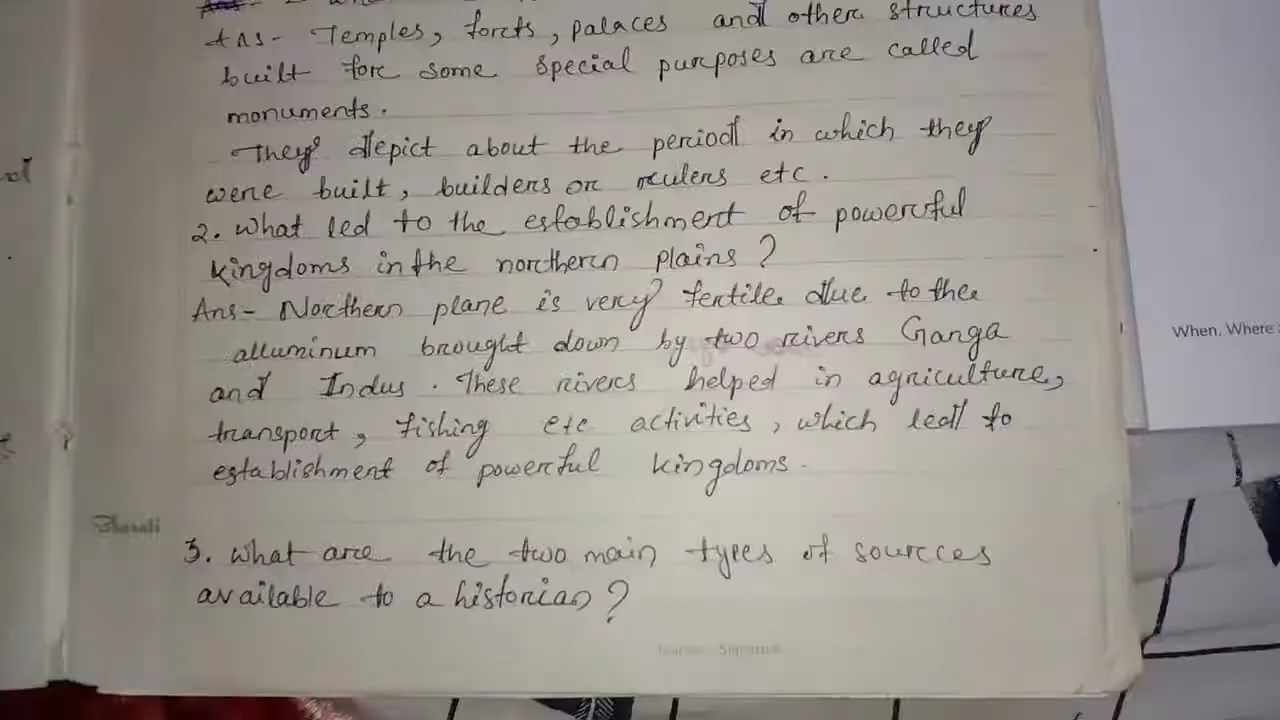 Ans- Temples, forts, palaces and other structures
built for some special purposes are called
monuments.
They depict about the period in which they
were built, builders or rulers etc.
2. What led to the establishment of powerful
kingdoms in the northern plains?
Ans- Northern plane is very fertile due to the
alluminum brought down by two rivers Ganga
and Indus. These rivers helped in agriculture,
transport, fishing etc activities, which led to
establishment of powerful kingdoms.
3. What are the two main types of sources
available to a historian?
When, Where